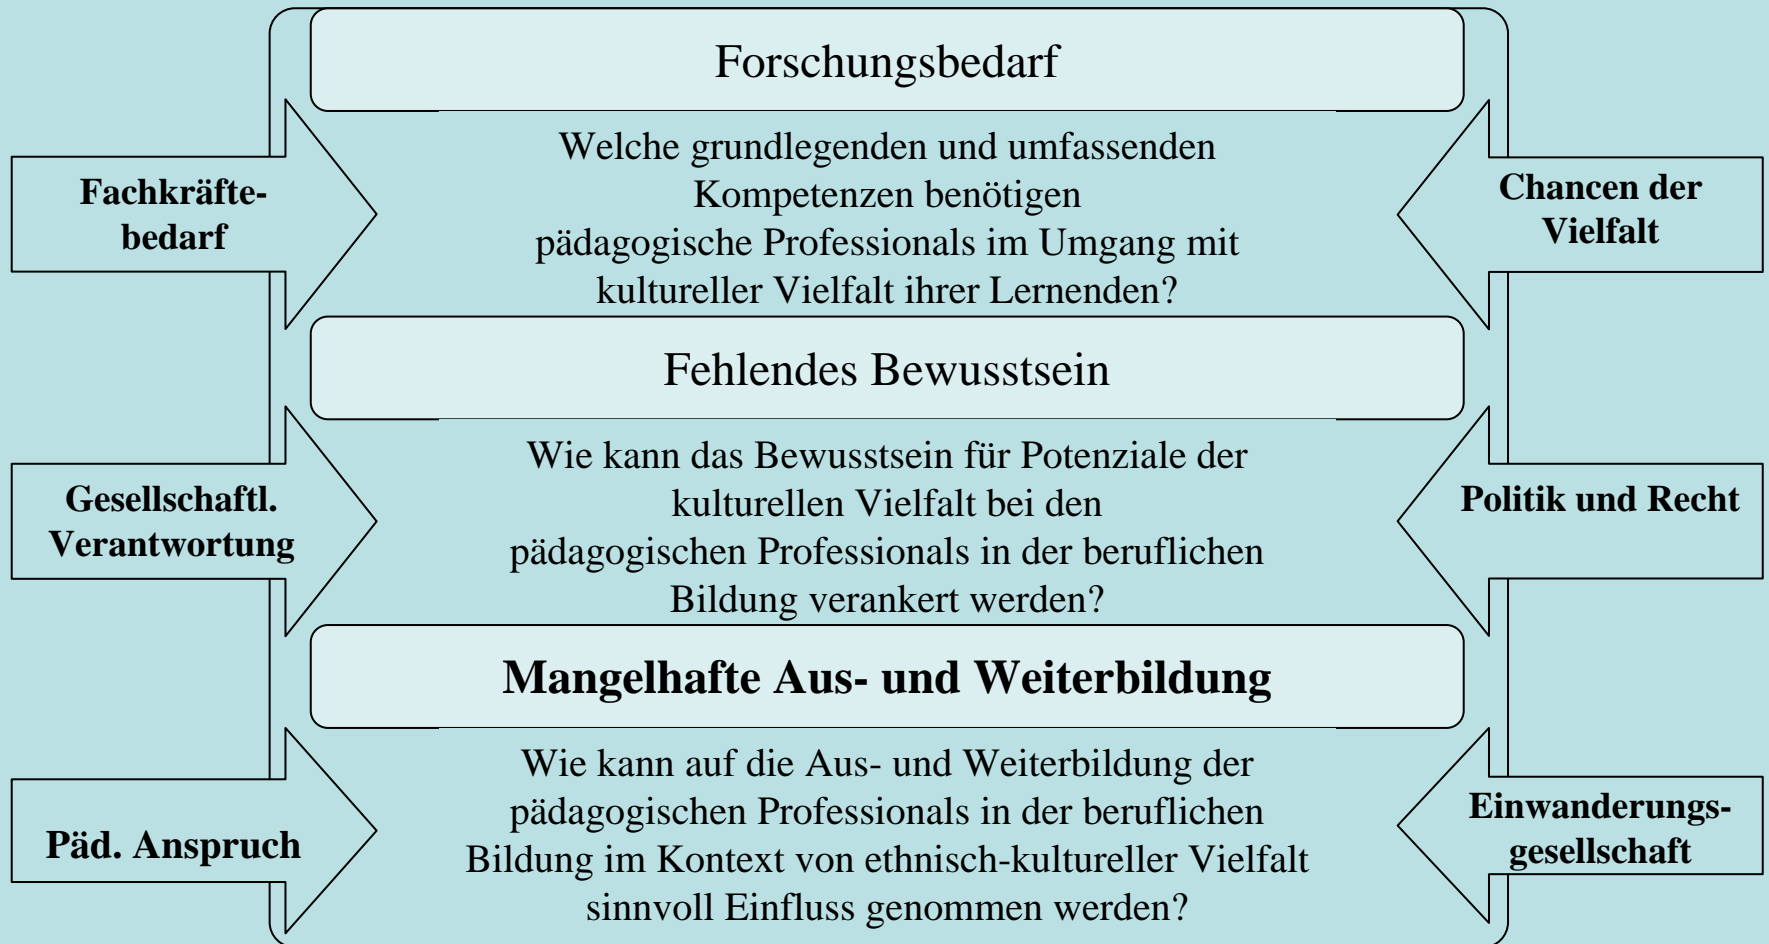 Forschungsbedarf
Fachkräfte-
bedarf
Welche grundlegenden und umfassenden
Kompetenzen benötigen
pädagogische Professionals im Umgang mit
kultureller Vielfalt ihrer Lernenden?
Chancen der
Vielfalt
Fehlendes Bewusstsein
Gesellschaftl.
Verantwortung
Wie kann das Bewusstsein für Potenziale der
kulturellen Vielfalt bei den
pädagogischen Professionals in der beruflichen
Bildung verankert werden?
Politik und Recht
Mangelhafte Aus- und Weiterbildung
Päd. Anspruch
Wie kann auf die Aus- und Weiterbildung der
pädagogischen Professionals in der beruflichen
Bildung im Kontext von ethnisch-kultureller Vielfalt
sinnvoll Einfluss genommen werden?
Einwanderungs-
gesellschaft